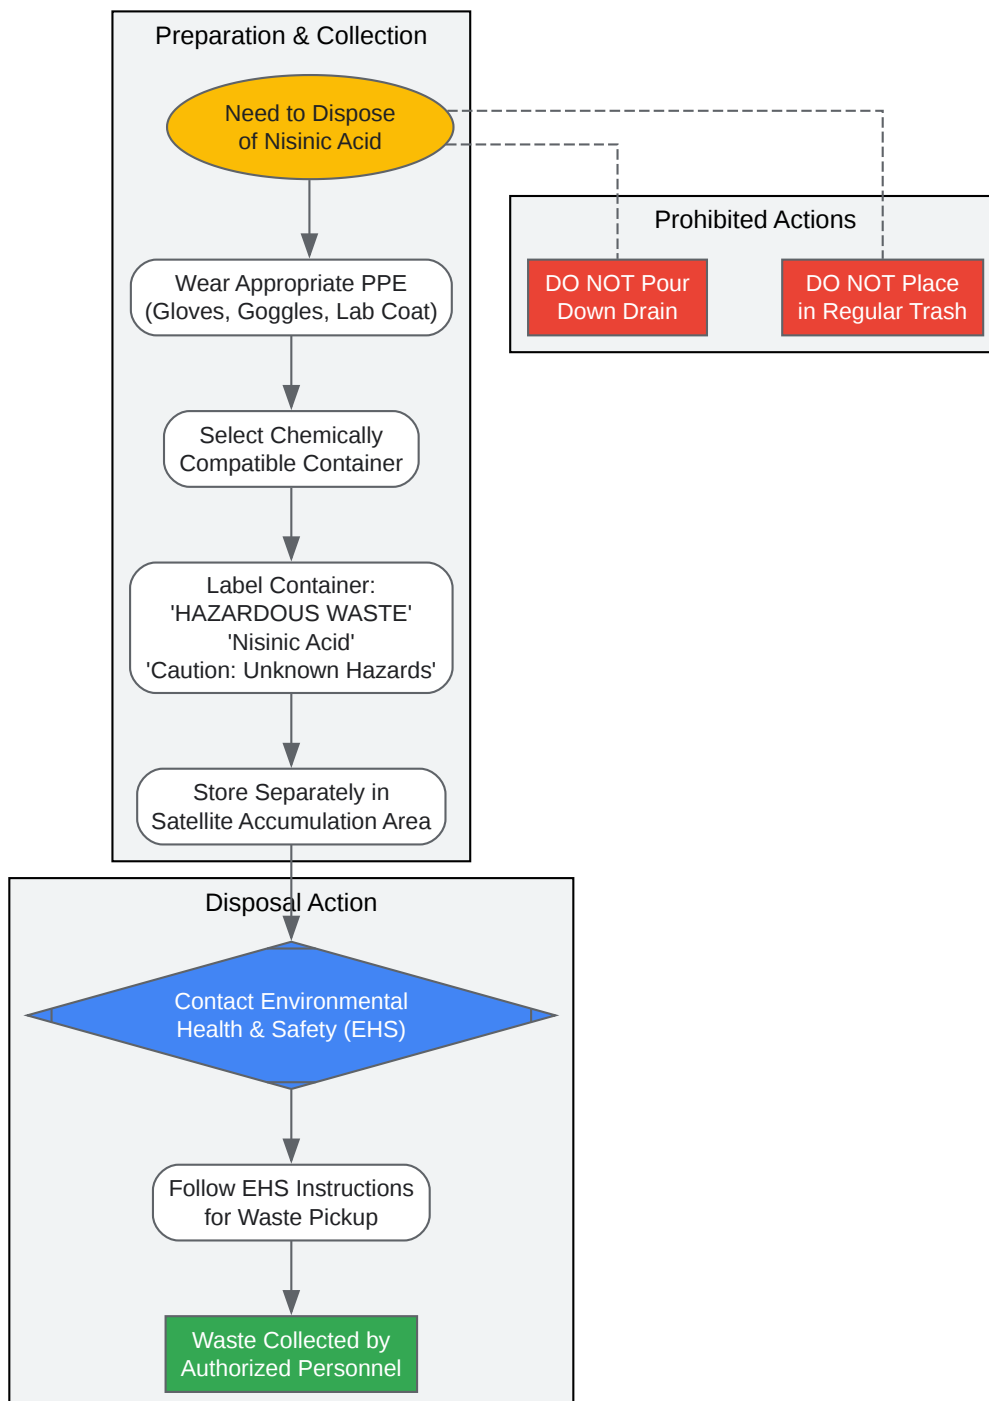 Preparation & Collection
Need to Dispose
of Nisinic Acid
Prohibited Actions
DO NOT Pour
Down Drain
DO NOT Place
in Regular Trash
Wear Appropriate PPE
(Gloves, Goggles, Lab Coat)
Select Chemically
Compatible Container
Label Container:
'HAZARDOUS WASTE'
'Nisinic Acid'
'Caution: Unknown Hazards'
Store Separately in
Satellite Accumulation Area
Disposal Action
Contact Environmental
Health & Safety (EHS)
Follow EHS Instructions
for Waste Pickup
Waste Collected by
Authorized Personnel